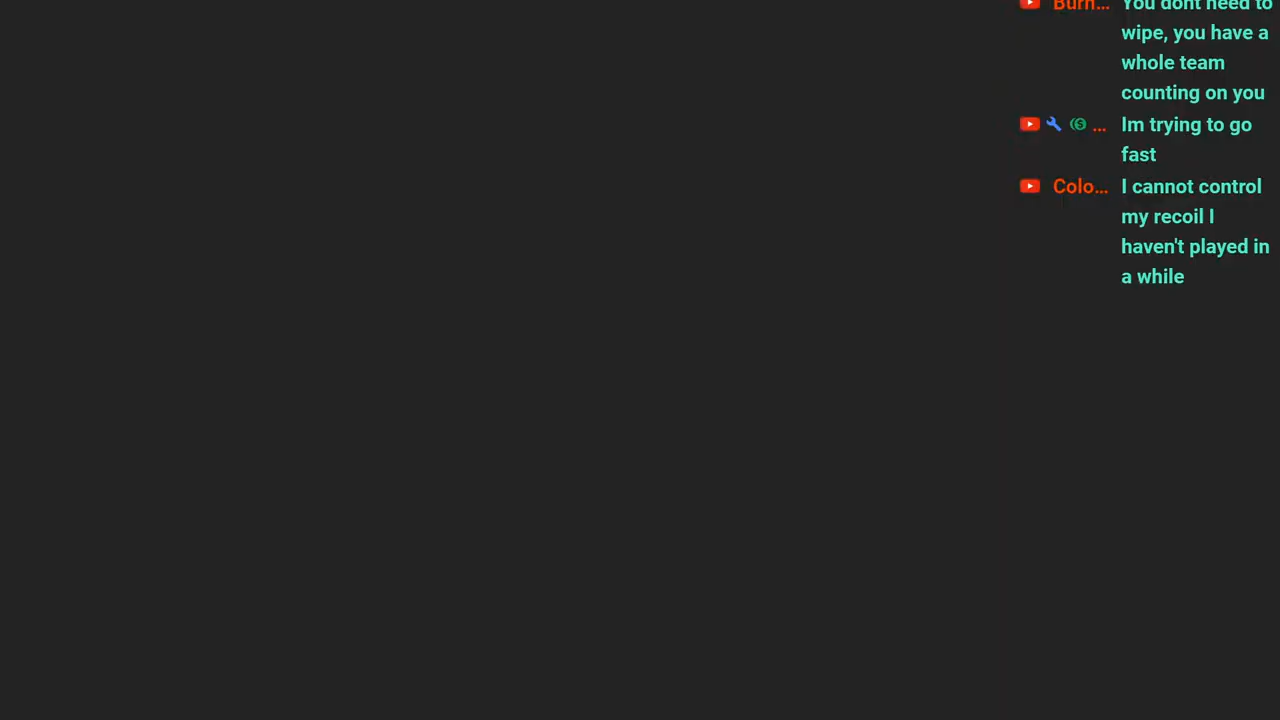 Burn... You dont need to
wipe, you have a
whole team
counting on you
... Im trying to go
fast
Colo... I cannot control
my recoil I
haven't played in
a while